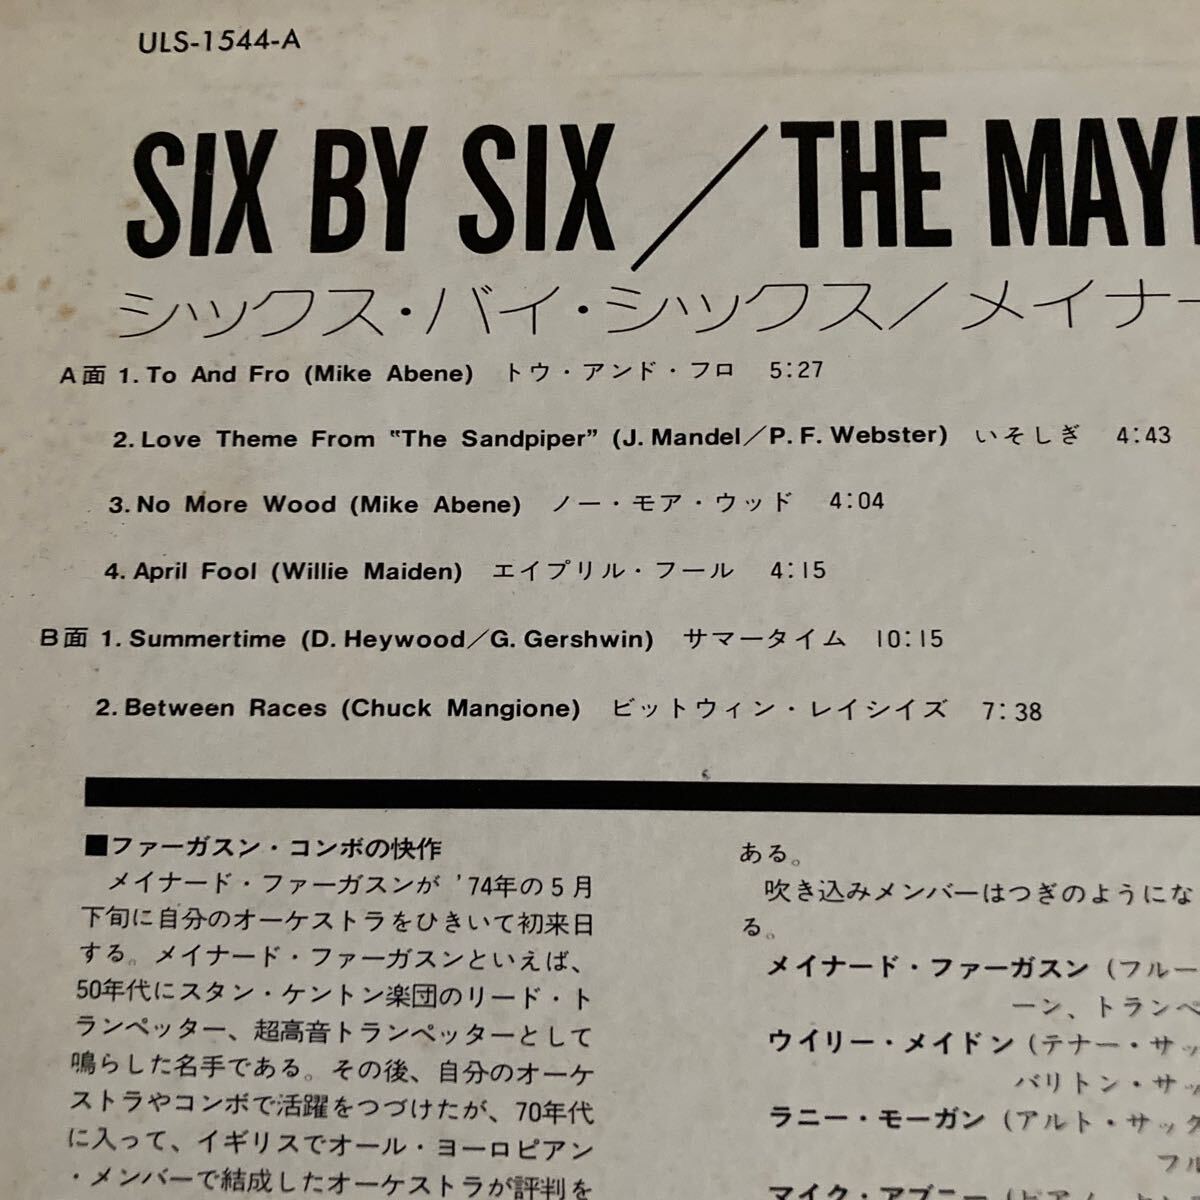 ULS-1544-A
SIX BY SIX／THE MAY
シックス・バイ・シックス／メイナー
A面 1. To And Fro (Mike Abene) トウ・アンド・フロ 5:27
2. Love Theme From "The Sandpiper" (J. Mandel／P. F. Webster) いそしぎ 4:43
3. No More Wood (Mike Abene) ノー・モア・ウッド 4:04
4. April Fool (Willie Maiden) エイプリル・フール 4:15
B面 1. Summertime (D. Heywood／G. Gershwin) サマータイム 10:15
2. Between Races (Chuck Mangione) ビットウィン・レイシイズ 7:38
■ファーガスン・コンボの快作
メイナード・ファーガスンが '74年の5月
下旬に自分のオーケストラをひきいて初来日
する。メイナード・ファーガスンといえば、
50年代にスタン・ケントン楽団のリード・ト
ランペッター、超高音トランペッターとして
鳴らした名手である。その後、自分のオーケ
ストラやコンボで活躍をつづけたが、70年代
に入って、イギリスでオール・ヨーロピアン
・メンバーで結成したオーケストラが評判を
ある。
吹き込みメンバーはつぎのようにな
る。
メイナード・ファーガスン（フルー
ーン、トランペ
ウイリー・メイドン（テナー・サッ
バリトン・サッ
ラニー・モーガン（アルト・サック
フル
マイク・アブニー（ピアノ